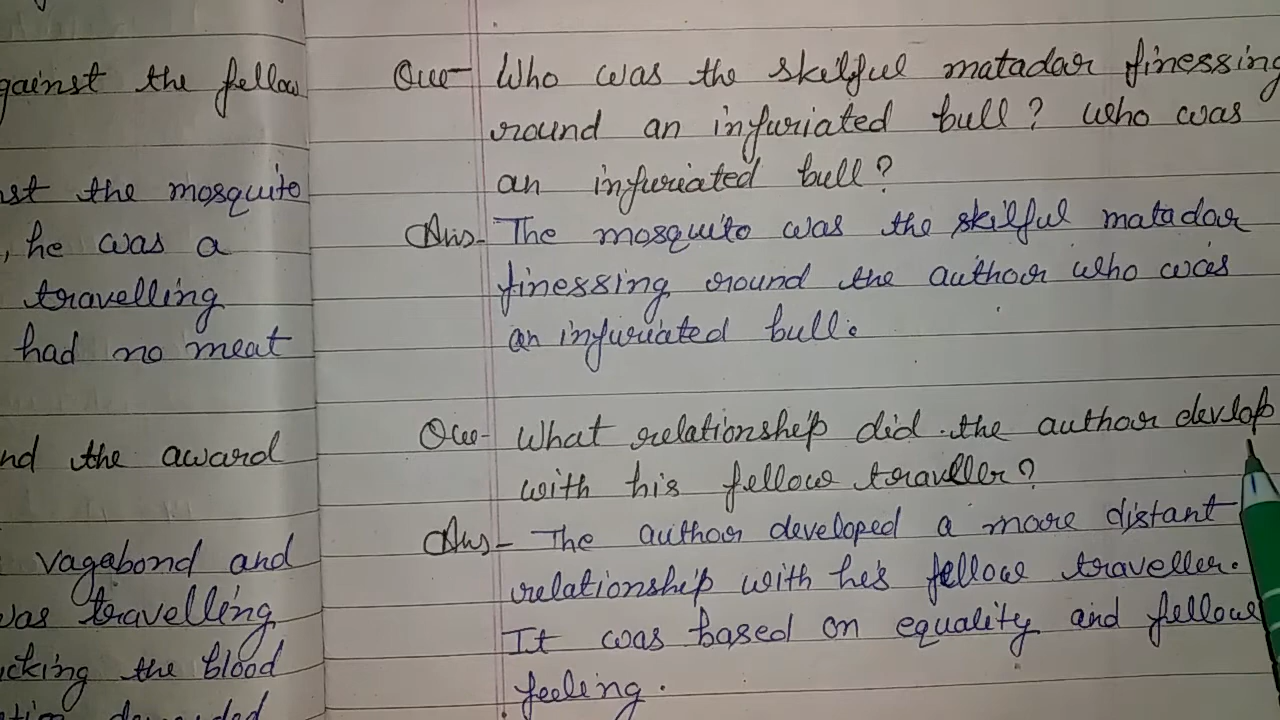 gainst the fellow
st the mosquito
, he was a
travelling
had no meat
nd the award
vagabond and
was travelling
cking the blood
Que- Who was the skilful matadar finessing
round an infuriated bull? Who was
an infuriated bull?
Ans- The mosquito was the skilful matadar
finessing round the author who was
an infuriated bull.
Que- What relationship did the author devlop
with his fellow traveller?
Ans- The author developed a more distant
relationship with his fellow traveller.
It was based on equality and fellow
feeling.